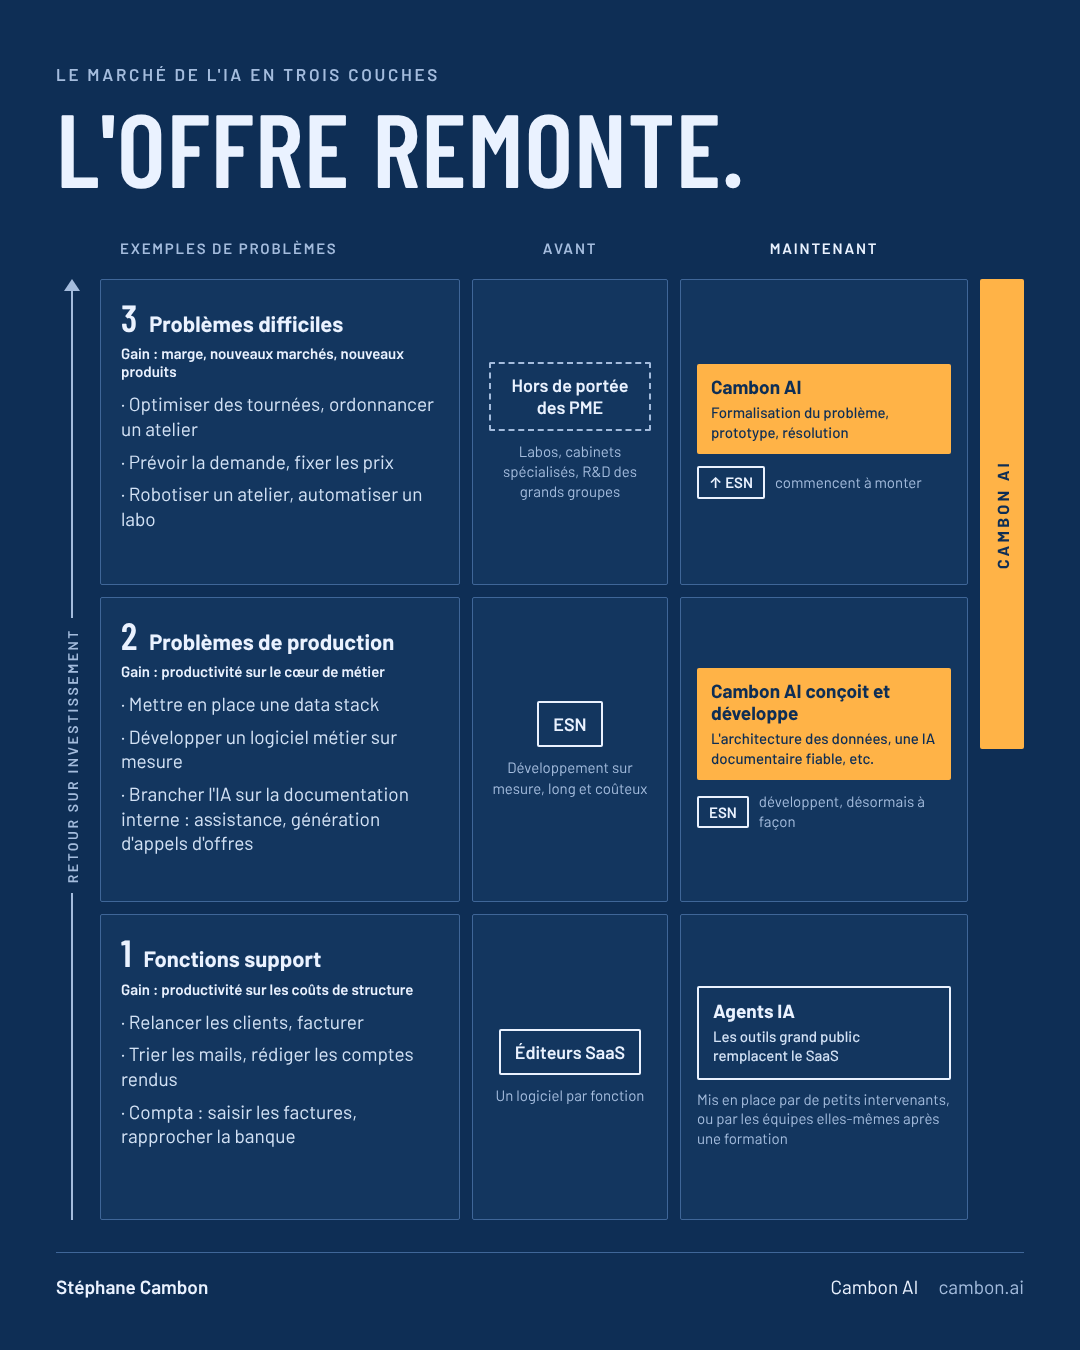 LE MARCHÉ DE L'IA EN TROIS COUCHES
L'OFFRE REMONTE.
EXEMPLES DE PROBLÈMES
AVANT
MAINTENANT
RETOUR SUR INVESTISSEMENT
3 Problèmes difficiles
Gain : marge, nouveaux marchés, nouveaux
produits
· Optimiser des tournées, ordonnancer
un atelier
· Prévoir la demande, fixer les prix
· Robotiser un atelier, automatiser un
labo
Hors de portée
des PME
Labos, cabinets
spécialisés, R&D des
grands groupes
Cambon AI
Formalisation du problème,
prototype, résolution
↑ ESN commencent à monter
CAMBON AI
2 Problèmes de production
Gain : productivité sur le cœur de métier
· Mettre en place une data stack
· Développer un logiciel métier sur
mesure
· Brancher l'IA sur la documentation
interne : assistance, génération
d'appels d'offres
ESN
Développement sur
mesure, long et coûteux
Cambon AI conçoit et
développe
L'architecture des données, une IA
documentaire fiable, etc.
ESN développent, désormais à
façon
1 Fonctions support
Gain : productivité sur les coûts de structure
· Relancer les clients, facturer
· Trier les mails, rédiger les comptes
rendus
· Compta : saisir les factures,
rapprocher la banque
Éditeurs SaaS
Un logiciel par fonction
Agents IA
Les outils grand public
remplacent le SaaS
Mis en place par de petits intervenants,
ou par les équipes elles-mêmes après
une formation
Stéphane Cambon
Cambon AI cambon.ai